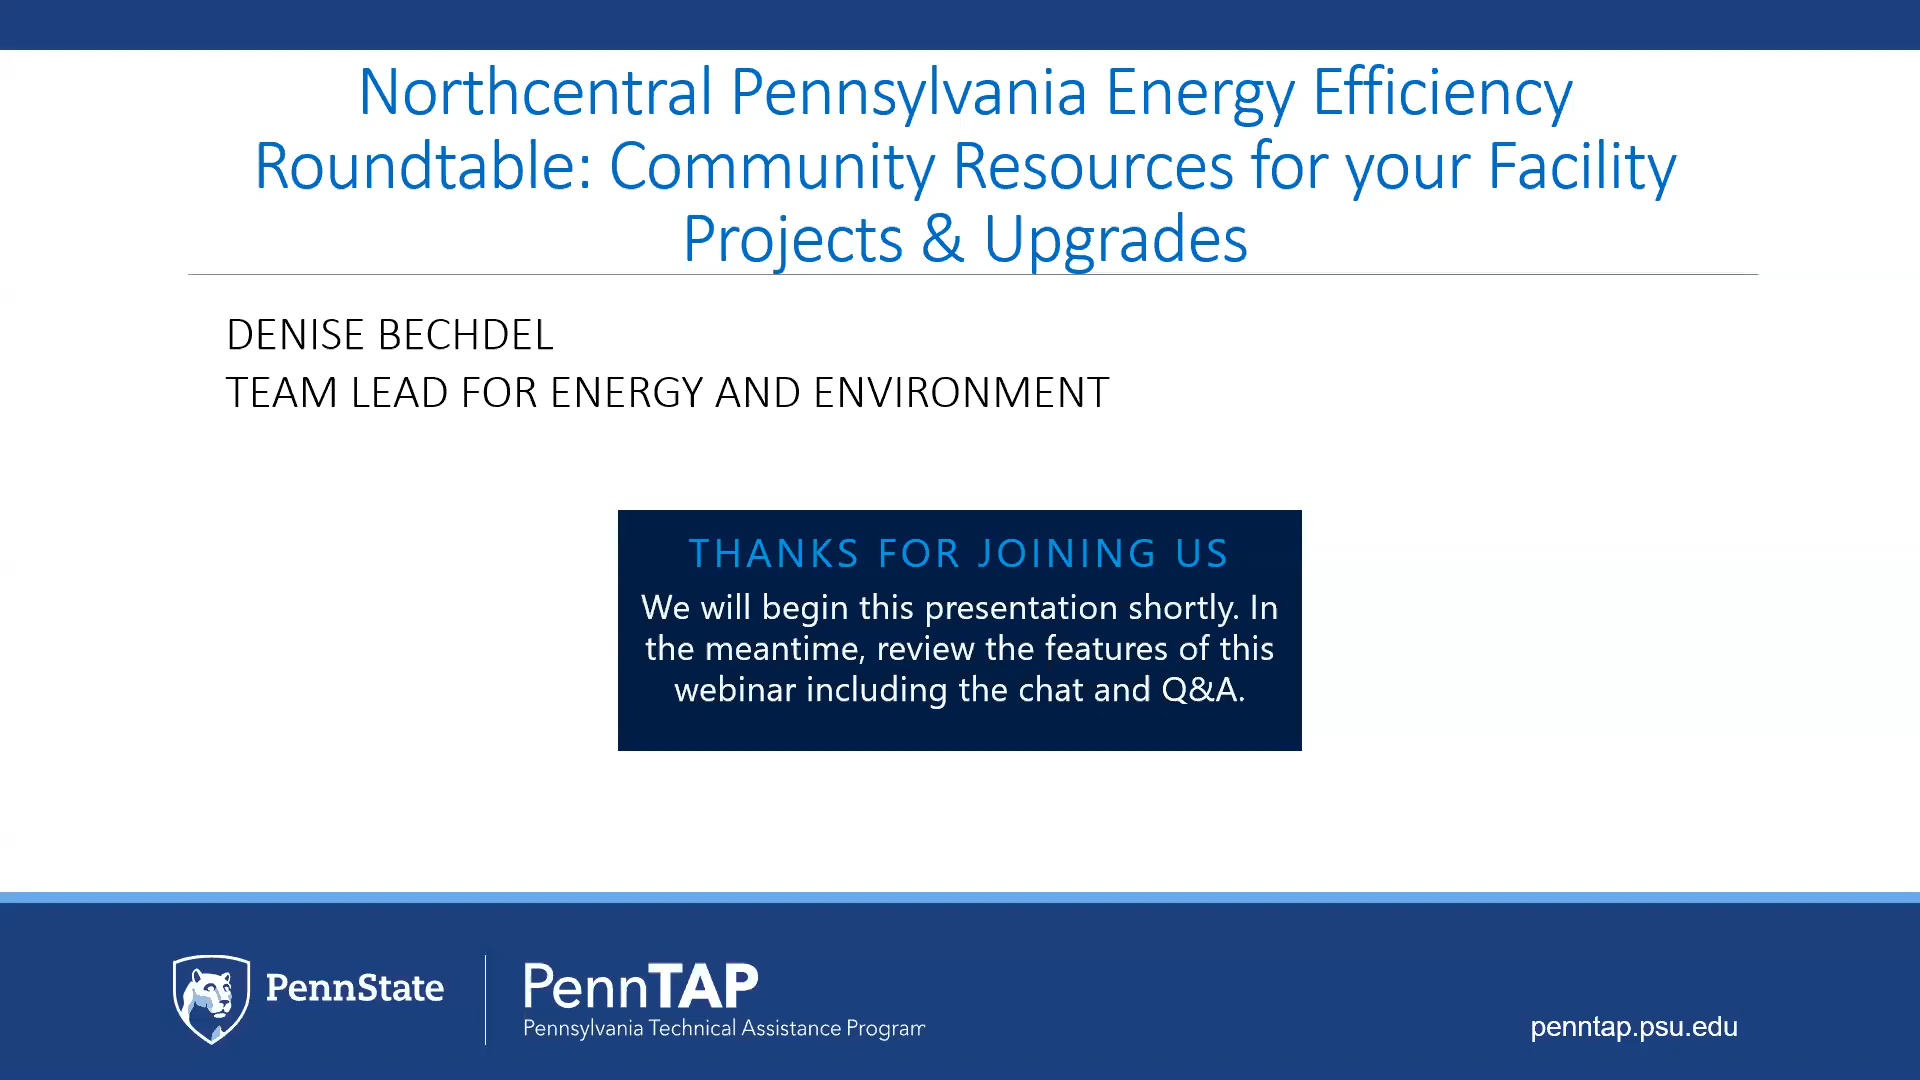 Northcentral Pennsylvania Energy Efficiency
Roundtable: Community Resources for your Facility
Projects & Upgrades
DENISE BECHDEL
TEAM LEAD FOR ENERGY AND ENVIRONMENT
THANKS FOR JOINING US
We will begin this presentation shortly. In
the meantime, review the features of this
webinar including the chat and Q&A.
PennState
PennTAP
Pennsylvania Technical Assistance Program
penntap.psu.edu